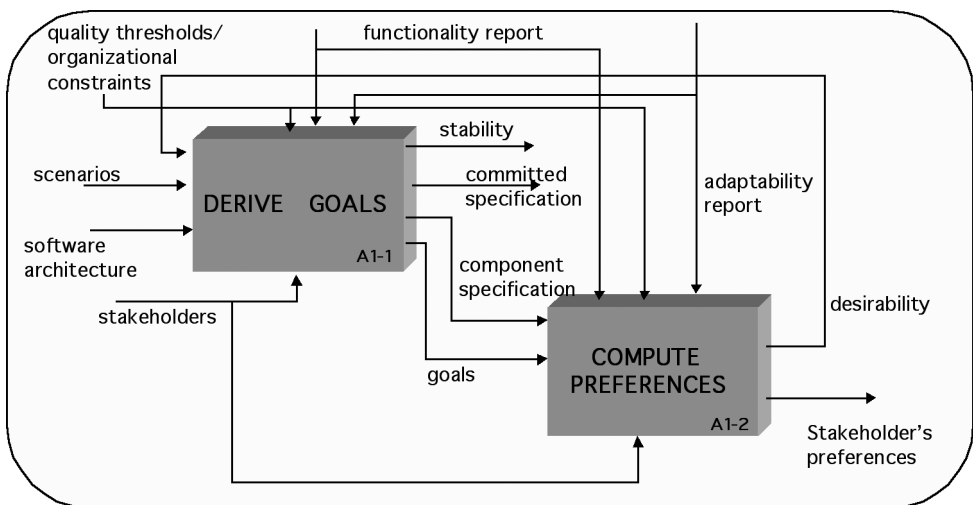 quality thresholds/
organizational
constraints
functionality report
stability
scenarios
committed
specification
adaptability
report
DERIVE GOALS
software
architecture
A1-1
component
specification
stakeholders
desirability
goals
COMPUTE
PREFERENCES
A1-2
Stakeholder's
preferences